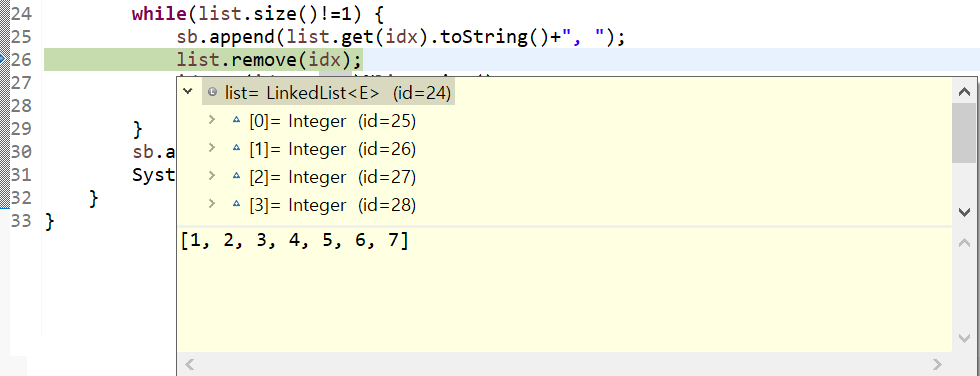 24 while(list.size()!=1) {
25 sb.append(list.get(idx).toString()+", ");
26 list.remove(idx);
27
28 list= LinkedList<E> (id=24)
[0]= Integer (id=25)
29 }
[1]= Integer (id=26)
30 sb.a
31 Syst
[2]= Integer (id=27)
32 }
[3]= Integer (id=28)
33 }
[1, 2, 3, 4, 5, 6, 7]